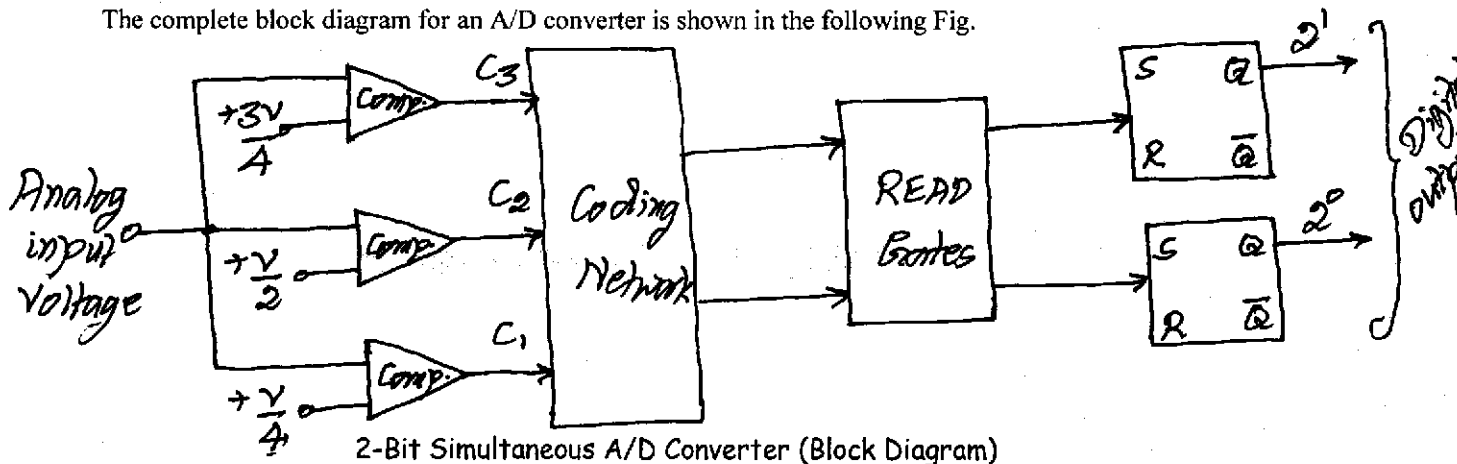 The complete block diagram for an A/D converter is shown in the following Fig.
C3
Comp.
+3V/4
Analog input voltage
C2
Comp.
+V/2
C1
Comp.
+V/4
Coding Network
READ Gates
S Q
R Q̅
2¹
S Q
R Q̅
2⁰
2-Bit Simultaneous A/D Converter (Block Diagram)